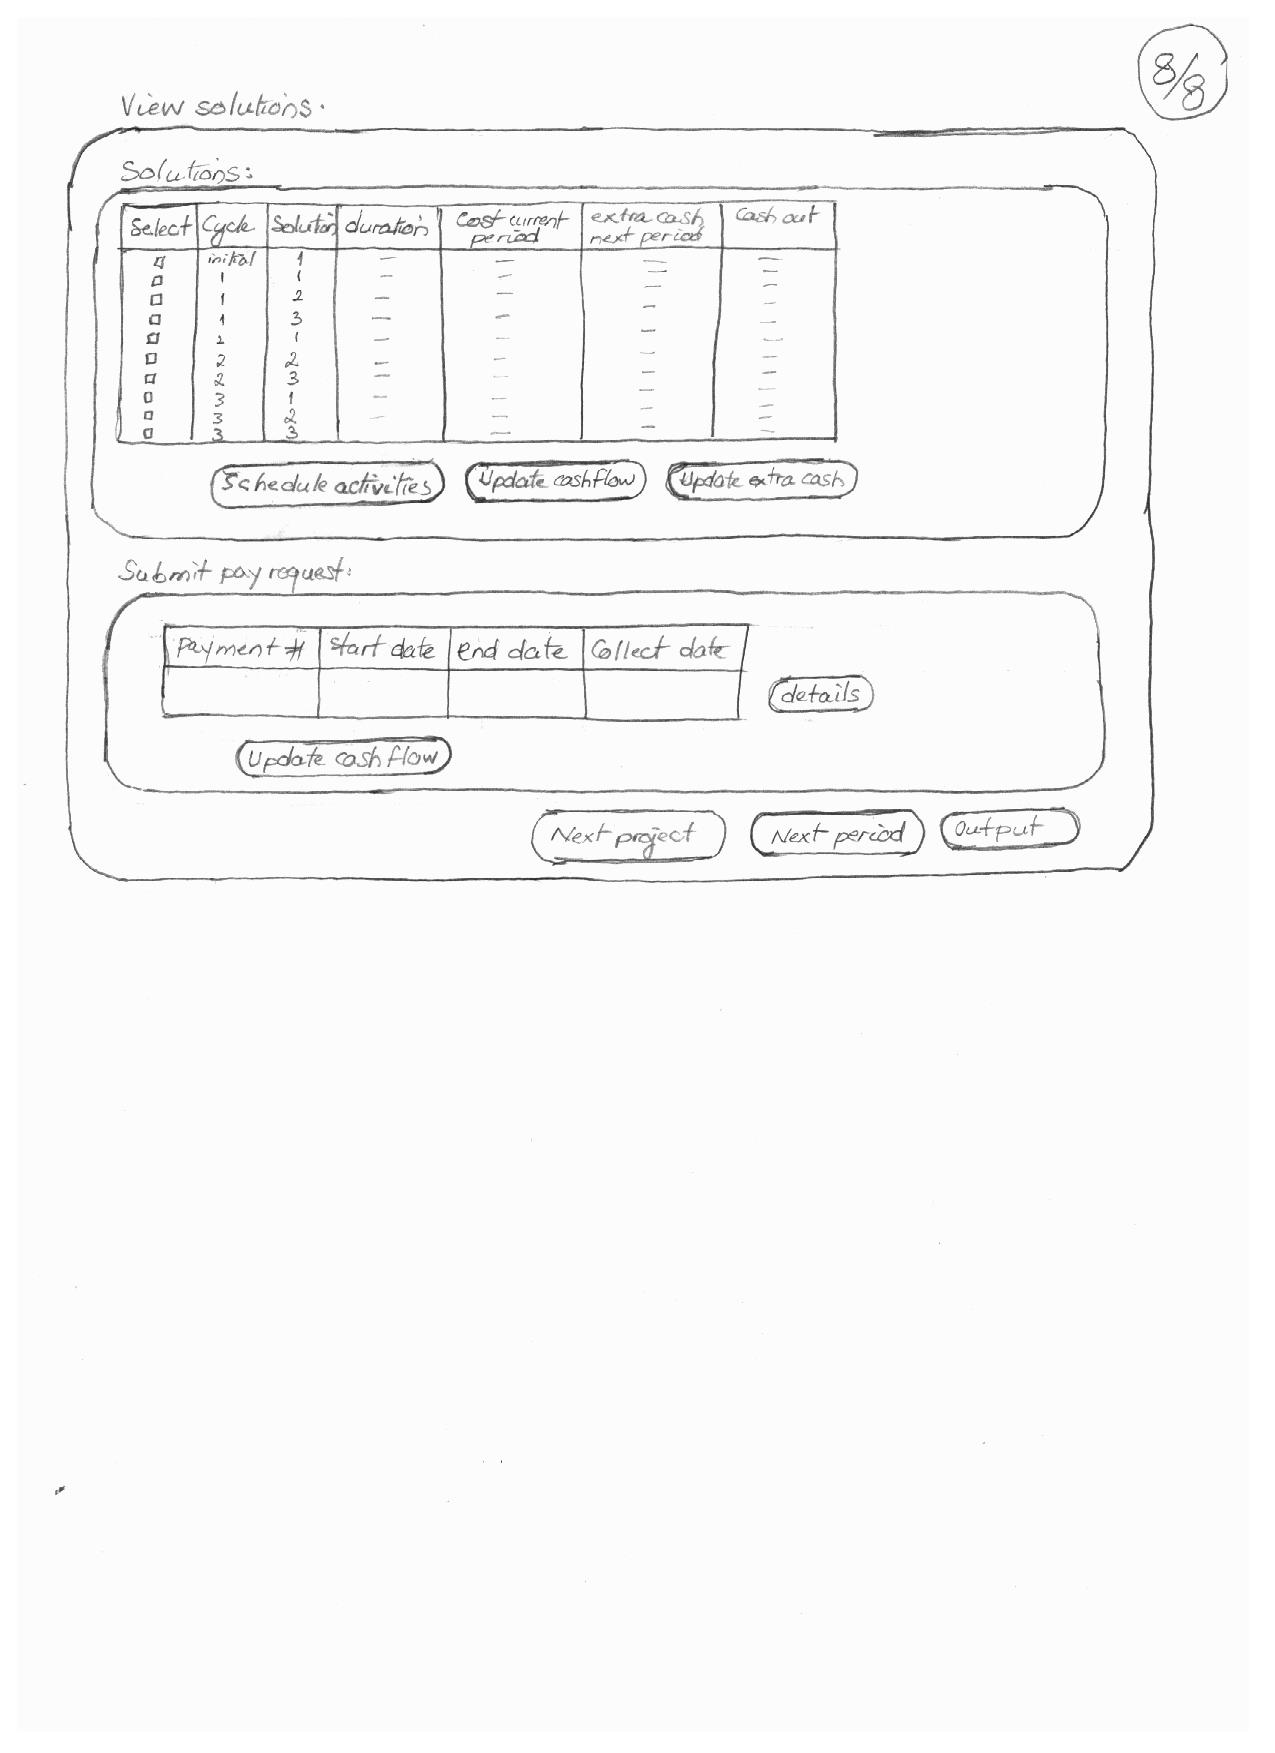 8/8
View solutions:
Solutions:
Select Cycle Solution duration Cost current period extra cash next period Cash out
□ initial 1 — — — —
□ 1 1 — — — —
□ 1 2 — — — —
□ 1 3 — — — —
□ 2 1 — — — —
□ 2 2 — — — —
□ 2 3 — — — —
□ 3 1 — — — —
□ 3 2 — — — —
□ 3 3 — — —
Schedule activities Update cashflow Update extra cash
Submit pay request:
Payment # Start date end date Collect date
details
Update cash flow
Next project Next period Output